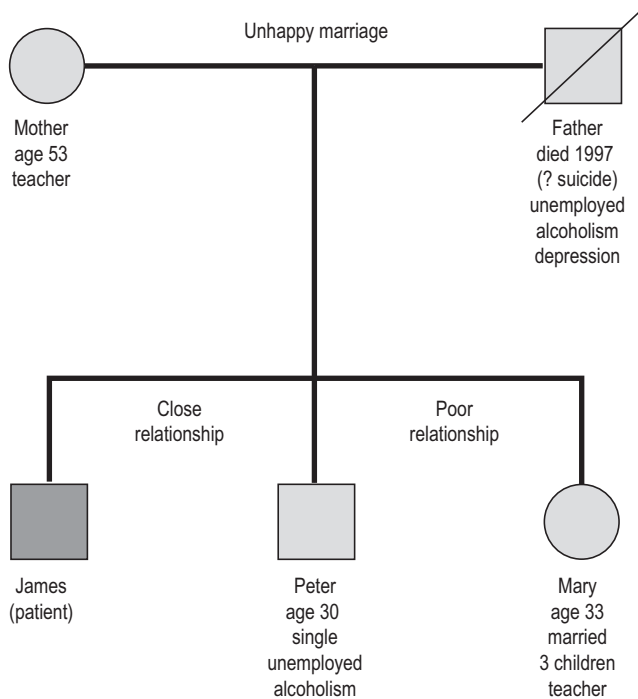 Unhappy marriage
Mother
age 53
teacher
Father
died 1997
(? suicide)
unemployed
alcoholism
depression
Close
relationship
Poor
relationship
James
(patient)
Peter
age 30
single
unemployed
alcoholism
Mary
age 33
married
3 children
teacher